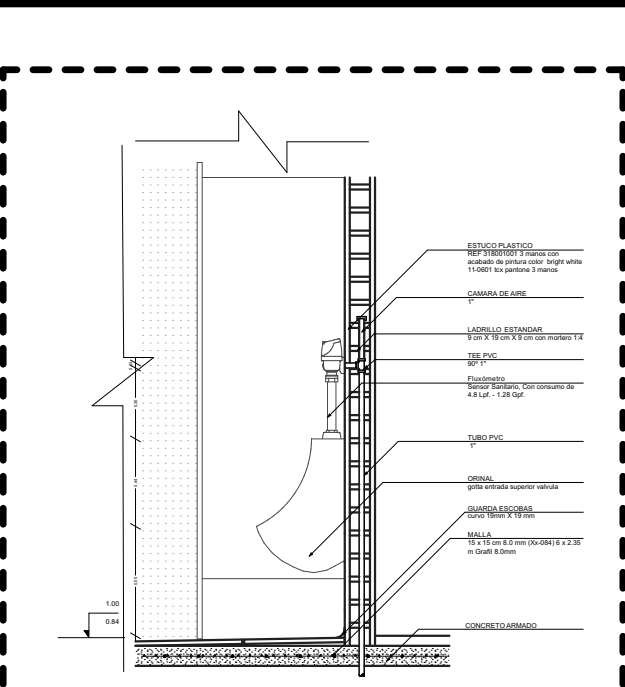 ESTUCO PLASTICO
REF 318001001 3 manos con
acabado de pintura color bright white
11-0601 tcx pantone 3 manos
CAMARA DE AIRE
1"
LADRILLO ESTANDAR
9 cm X 19 cm X 9 cm con mortero 1:4
TEE PVC
90° 1"
Fluxómetro
Sensor Sanitario, Con consumo de
4.8 Lpf. - 1.28 Gpf.
TUBO PVC
1"
ORINAL
gotta entrada superior valvula
GUARDA ESCOBAS
curvo 19mm X 19 mm
MALLA
15 x 15 cm 8.0 mm (Xx-084) 6 x 2.35
m Grafil 8.0mm
CONCRETO ARMADO
1.00
0.84